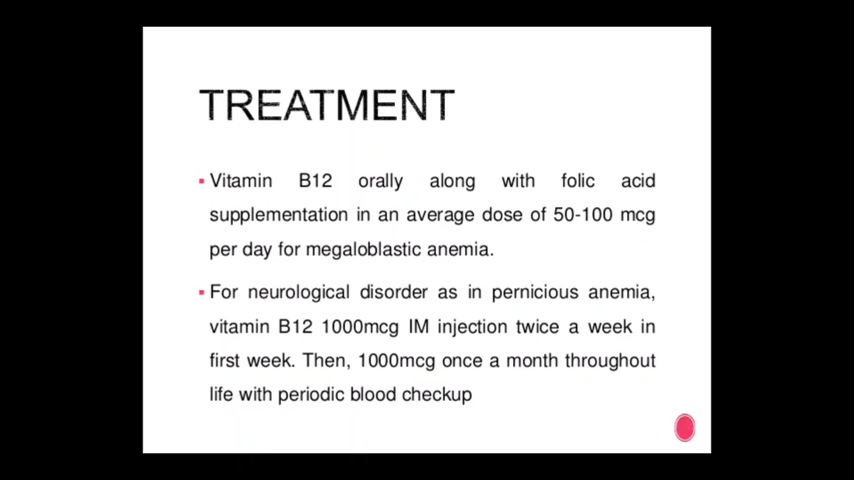 TREATMENT
▪ Vitamin B12 orally along with folic acid
supplementation in an average dose of 50-100 mcg
per day for megaloblastic anemia.
▪ For neurological disorder as in pernicious anemia,
vitamin B12 1000mcg IM injection twice a week in
first week. Then, 1000mcg once a month throughout
life with periodic blood checkup